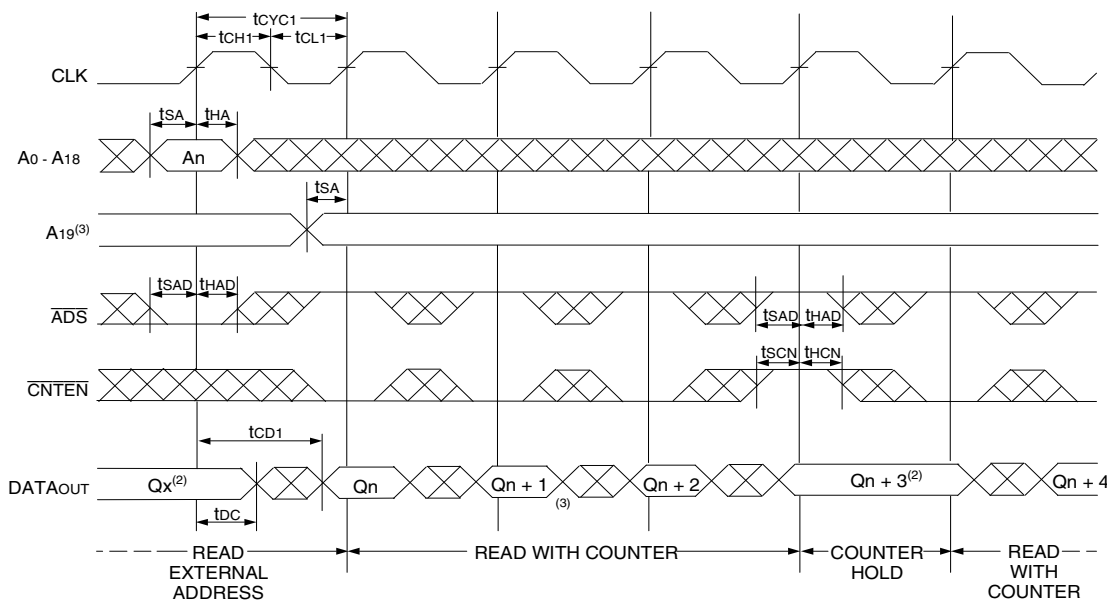 tCYC1
tCH1 tCL1
CLK
tSA tHA
A0 - A18 An
tSA
A19(3)
tSAD tHAD
ADS
tSAD tHAD
tSCN tHCN
CNTEN
tCD1
DATAOUT Qx(2) Qn Qn + 1 (3) Qn + 2 Qn + 3(2) Qn + 4
tDC
READ EXTERNAL ADDRESS
READ WITH COUNTER
COUNTER HOLD
READ WITH COUNTER